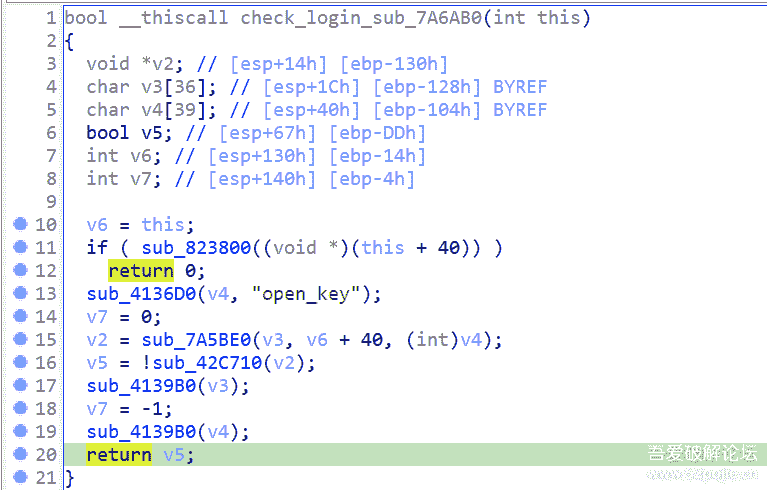 1 bool __thiscall check_login_sub_7A6AB0(int this)
2 {
3 void *v2; // [esp+14h] [ebp-130h]
4 char v3[36]; // [esp+1Ch] [ebp-128h] BYREF
5 char v4[39]; // [esp+40h] [ebp-104h] BYREF
6 bool v5; // [esp+67h] [ebp-DDh]
7 int v6; // [esp+130h] [ebp-14h]
8 int v7; // [esp+140h] [ebp-4h]
9
10 v6 = this;
11 if ( sub_823800((void *)(this + 40)) )
12 return 0;
13 sub_4136D0(v4, "open_key");
14 v7 = 0;
15 v2 = sub_7A5BE0(v3, v6 + 40, (int)v4);
16 v5 = !sub_42C710(v2);
17 sub_4139B0(v3);
18 v7 = -1;
19 sub_4139B0(v4);
20 return v5;
21 }
吾爱破解论坛
www.52pojie.cn